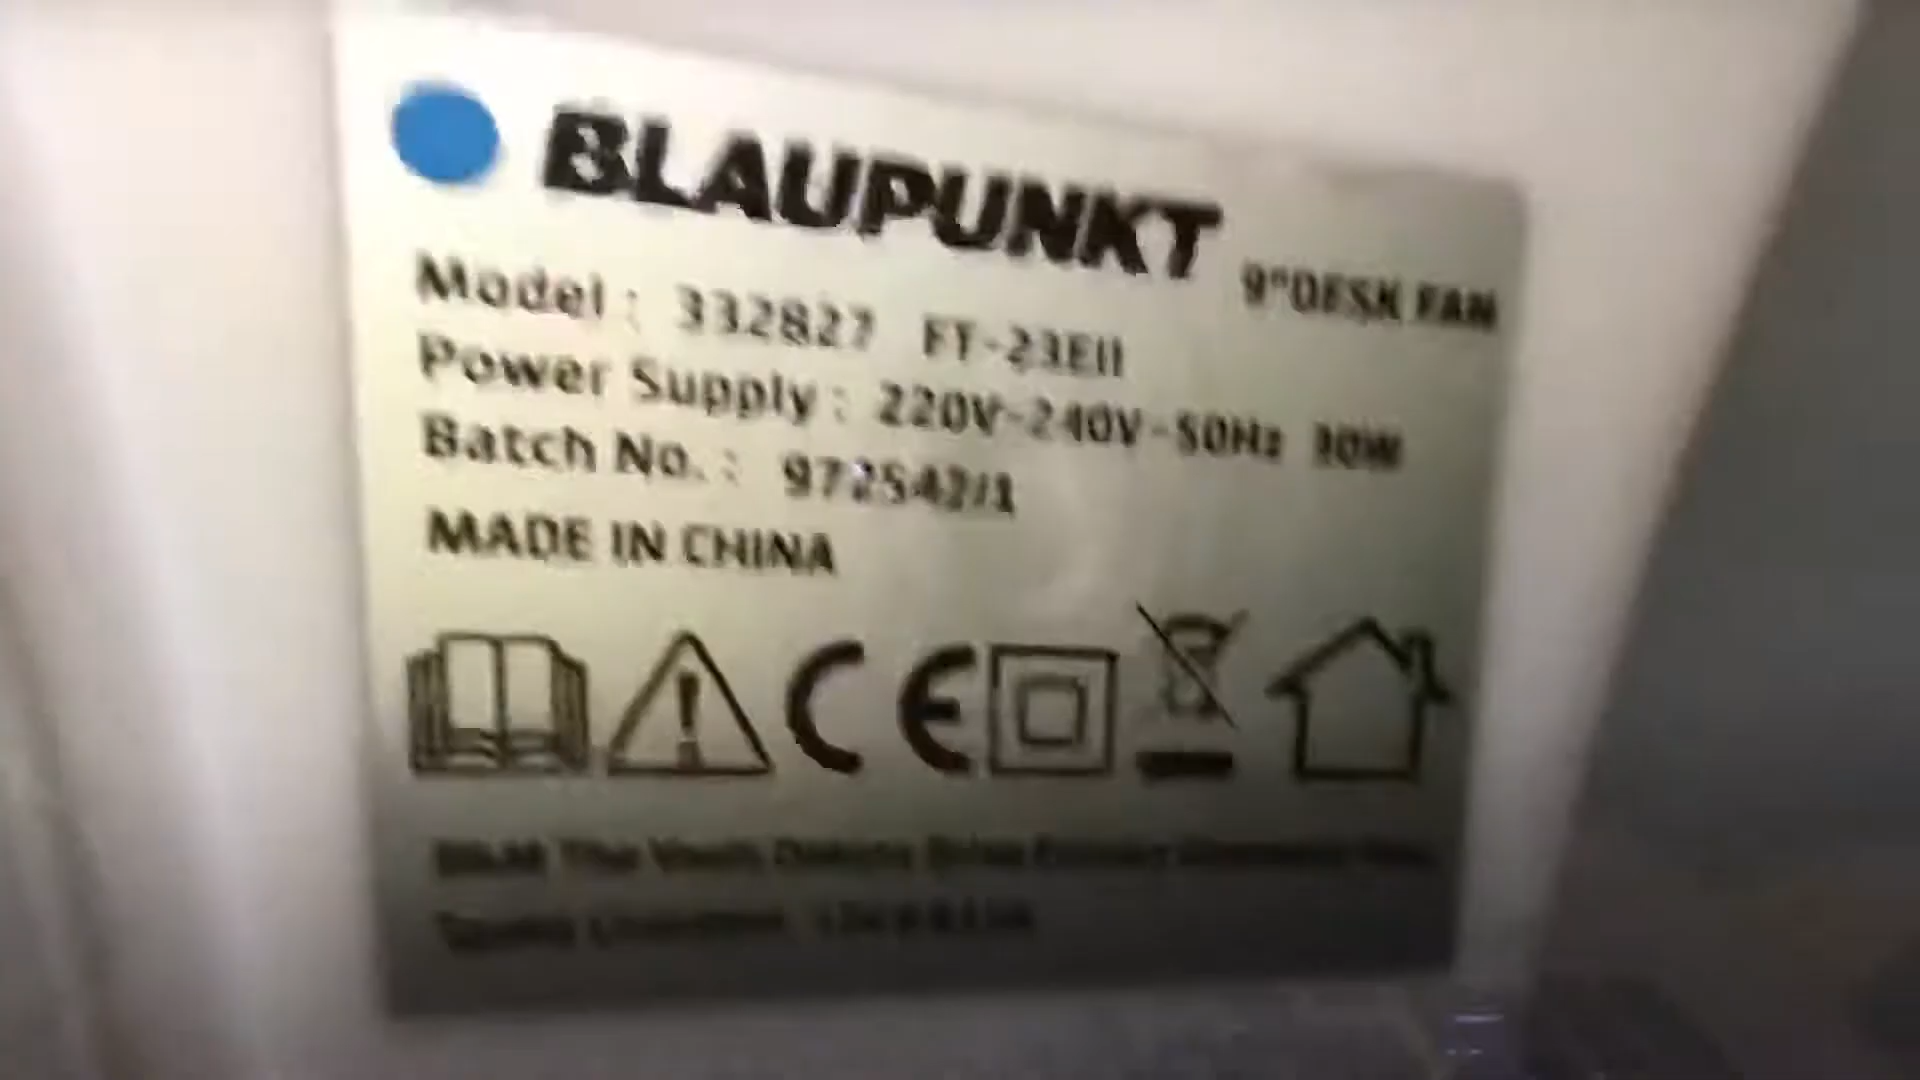 BLAUPUNKT
9"DESK FAN
Model : 332827 FT-23EII
Power Supply : 220V-240V~50Hz 30W
Batch No. : 972542/1
MADE IN CHINA
CE